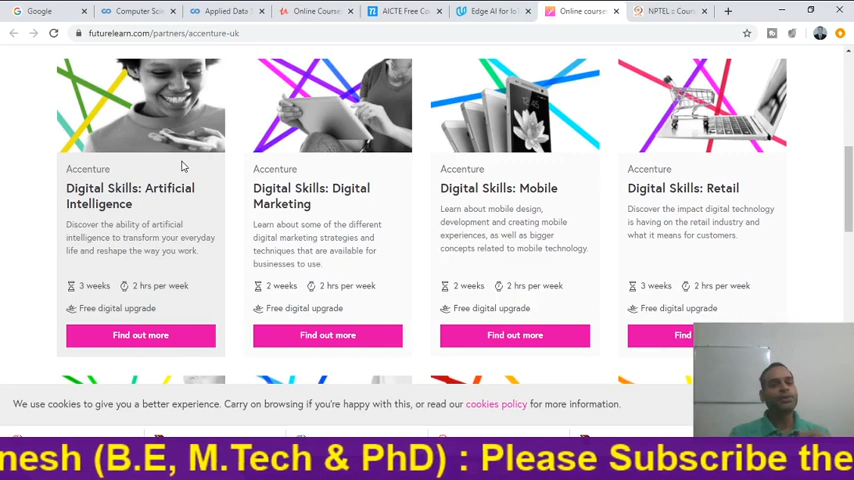 Google
Computer Scie
Applied Data S
Online Courses
AICTE Free Co
Edge AI for Io
Online courses
NPTEL :: Cours
futurelearn.com/partners/accenture-uk
12:45
Accenture
Accenture
Accenture
Accenture
Digital Skills: Artificial
Intelligence
Digital Skills: Digital
Marketing
Digital Skills: Mobile
Digital Skills: Retail
Discover the ability of artificial
intelligence to transform your everyday
life and reshape the way you work.
Learn about some of the different
digital marketing strategies and
techniques that are available for
businesses to use.
Learn about mobile design,
development and creating mobile
experiences, as well as bigger
concepts related to mobile technology.
Discover the impact digital technology
is having on the retail industry and
what it means for customers.
3 weeks 2 hrs per week
2 weeks 2 hrs per week
2 weeks 2 hrs per week
3 weeks 2 hrs per week
Free digital upgrade
Free digital upgrade
Free digital upgrade
Free digital upgrade
Find out more
Find out more
Find out more
Find
We use cookies to give you a better experience. Carry on browsing if you're happy with this, or read our cookies policy for more information.
nesh (B.E, M.Tech & PhD) : Please Subscribe the